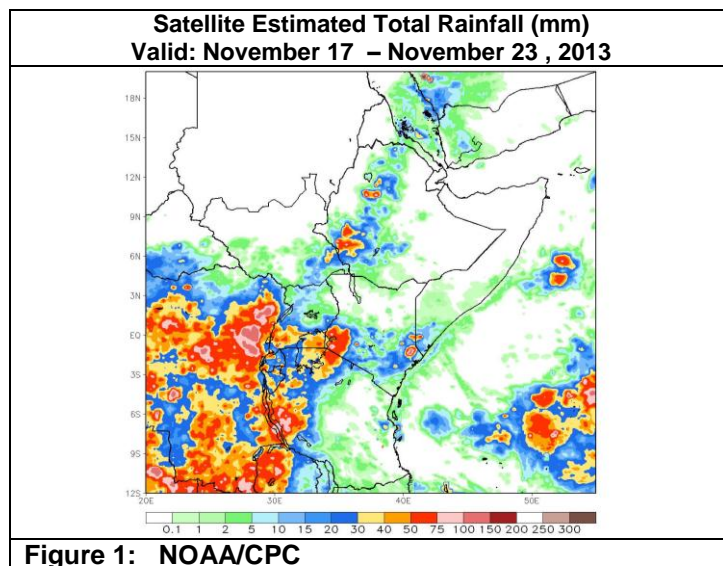 Satellite Estimated Total Rainfall (mm)
Valid: November 17 – November 23 , 2013
18N
15N
12N
9N
6N
3N
EQ
3S
6S
9S
12S
20E 30E 40E 50E
0.1 1 2 5 10 15 20 30 40 50 75 100 150 200 250 300
Figure 1: NOAA/CPC